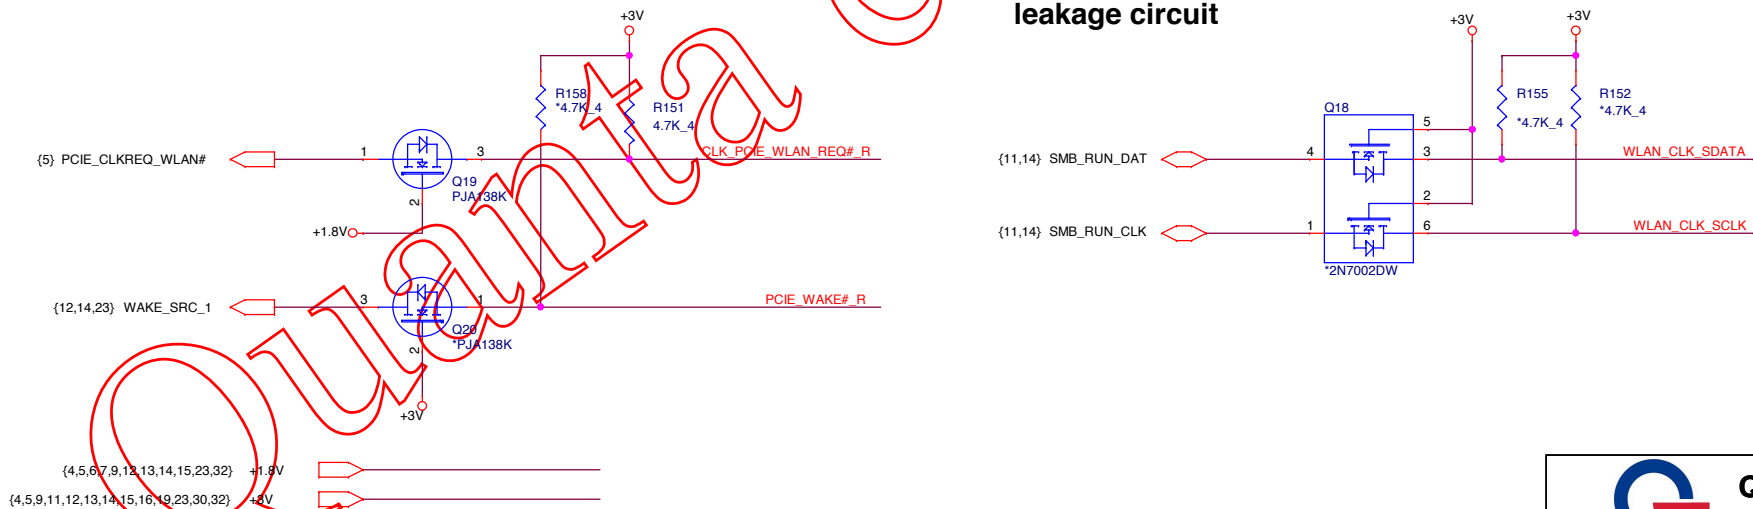 leakage circuit
+3V
R158
*4.7K_4
R151
4.7K_4
{5} PCIE_CLKREQ_WLAN#
1
3
CLK_PCIE_WLAN_REQ#_R
Q19
PJA138K
2
+1.8V
{12,14,23} WAKE_SRC_1
3
1
PCIE_WAKE#_R
Q20
*PJA138K
2
+3V
{4,5,6,7,9,12,13,14,15,23,32} +1.8V
{4,5,9,11,12,13,14,15,16,19,23,30,32} +3V
+3V
+3V
R155
*4.7K_4
R152
*4.7K_4
Q18
5
{11,14} SMB_RUN_DAT
4
3
WLAN_CLK_SDATA
2
{11,14} SMB_RUN_CLK
1
6
WLAN_CLK_SCLK
*2N7002DW
Quanta
Q